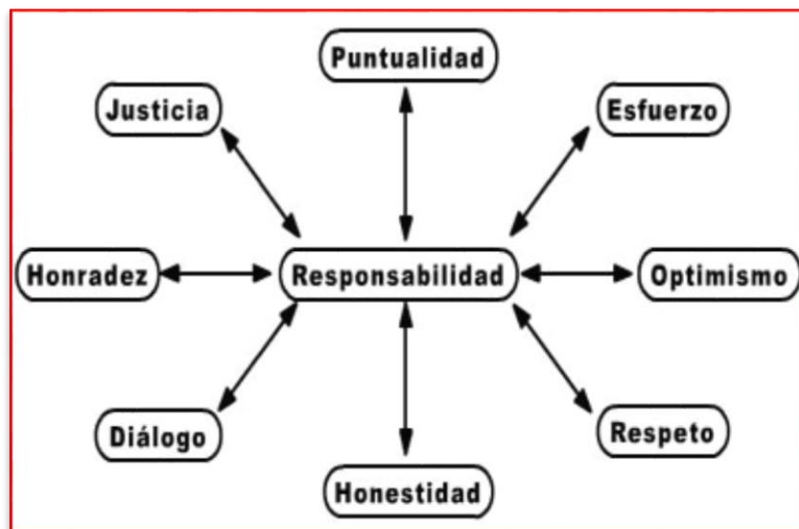 Puntualidad
Justicia
Esfuerzo
Honradez
Responsabilidad
Optimismo
Diálogo
Respeto
Honestidad